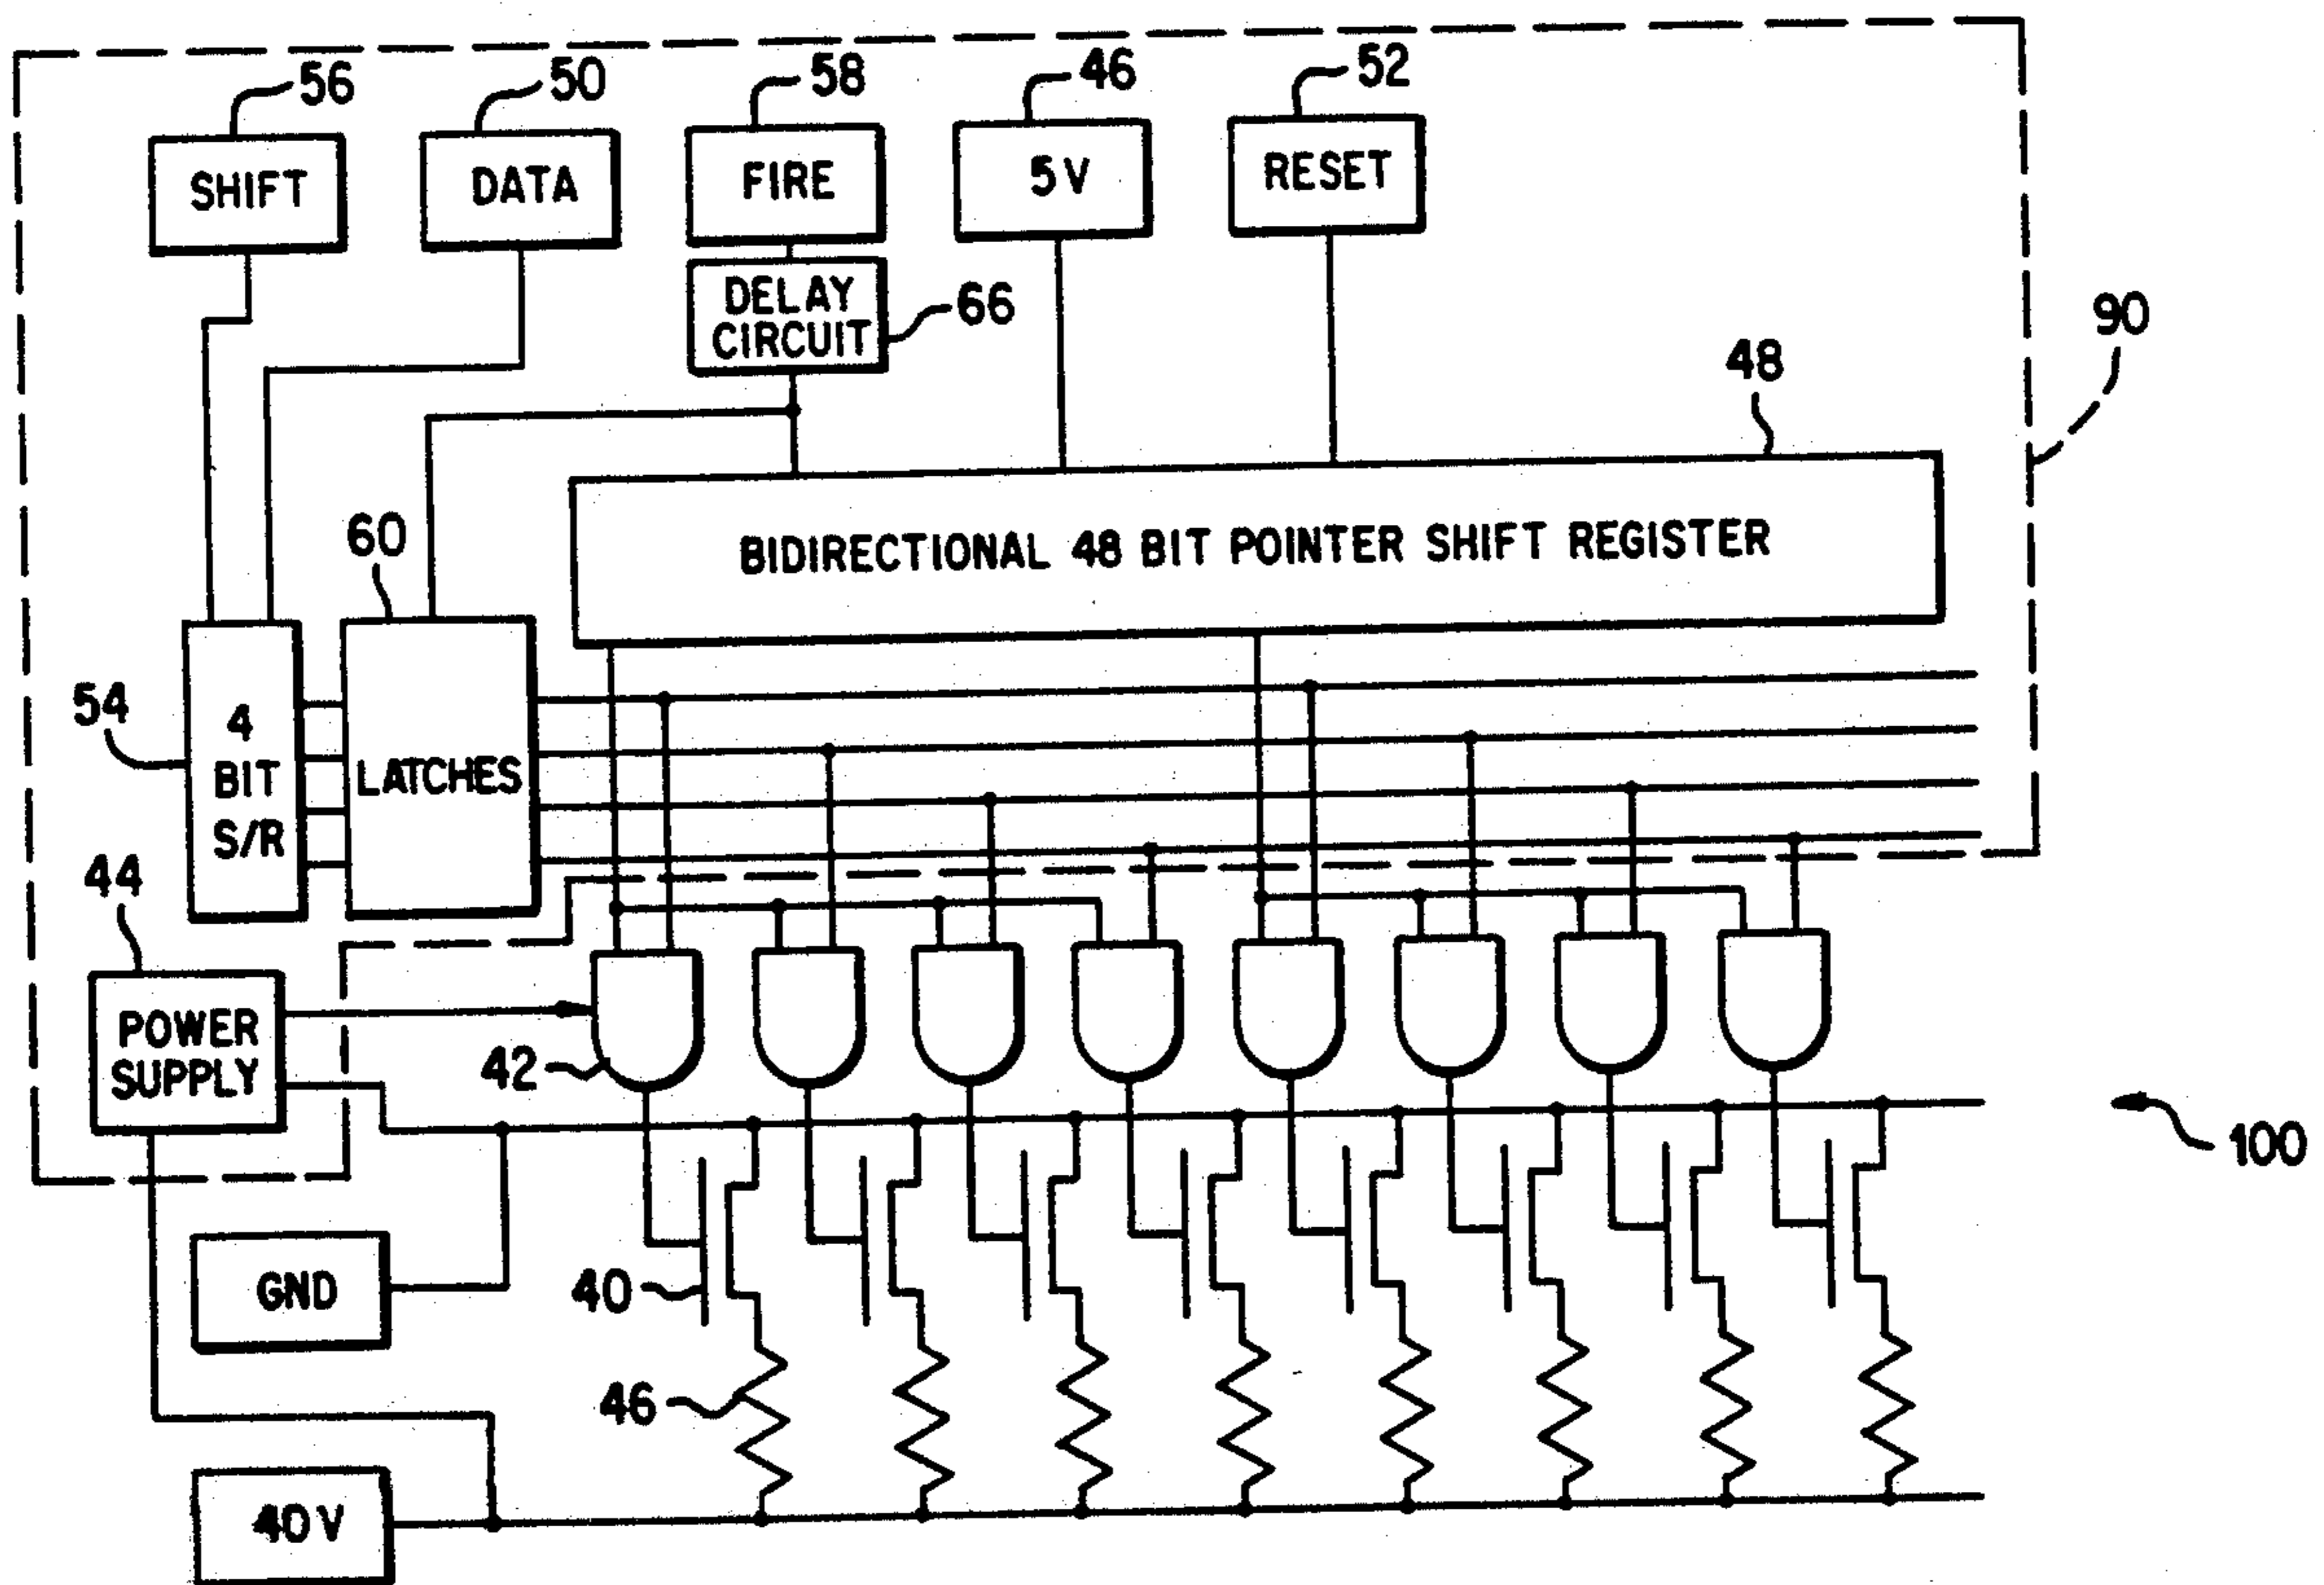 56
50
58
46
52
SHIFT
DATA
FIRE
5V
RESET
DELAY
CIRCUIT
66
90
48
BIDIRECTIONAL 48 BIT POINTER SHIFT REGISTER
60
54
4
BIT
S/R
LATCHES
44
POWER
SUPPLY
42
100
GND
40
46
40V